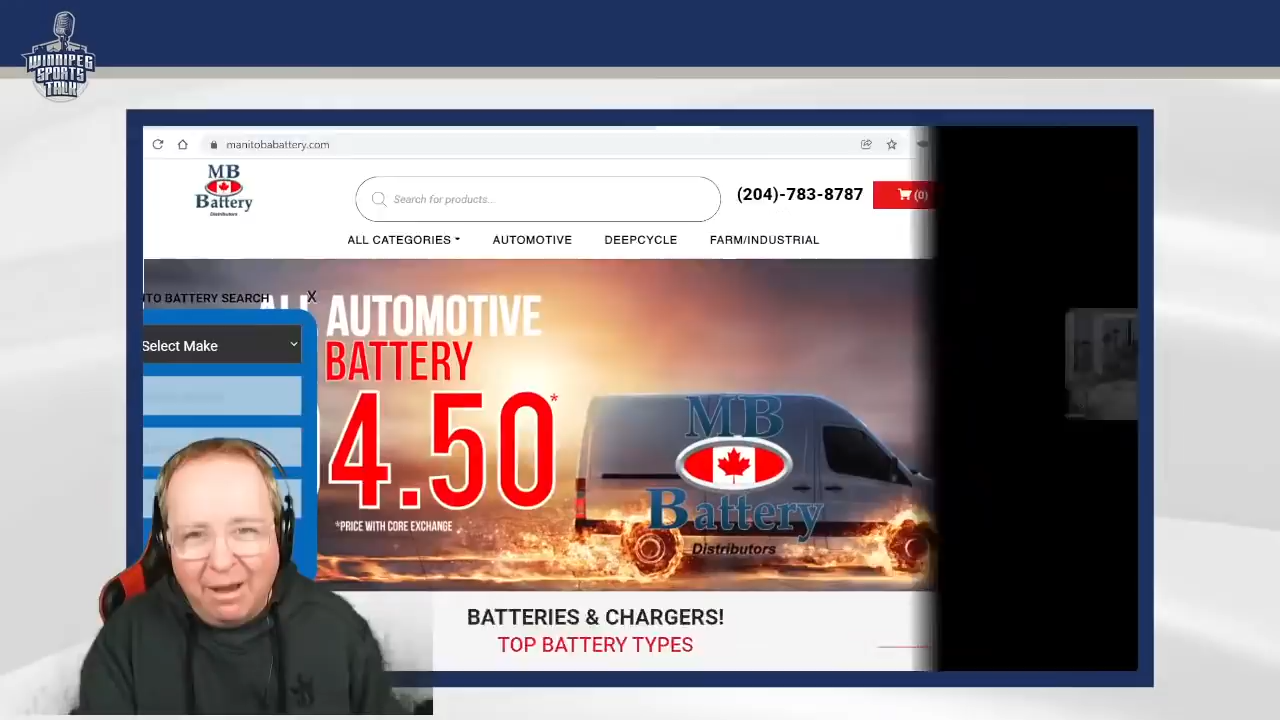 WINNIPEG
SPORTS
TALK
manitobabattery.com
MB
Battery
Distributors
Search for products...
(204)-783-8787
(0)
ALL CATEGORIES
AUTOMOTIVE
DEEPCYCLE
FARM/INDUSTRIAL
TO BATTERY SEARCH
X
ALL AUTOMOTIVE
BATTERY
Select Make
4.50*
*PRICE WITH CORE EXCHANGE
MB
Battery
Distributors
BATTERIES & CHARGERS!
TOP BATTERY TYPES